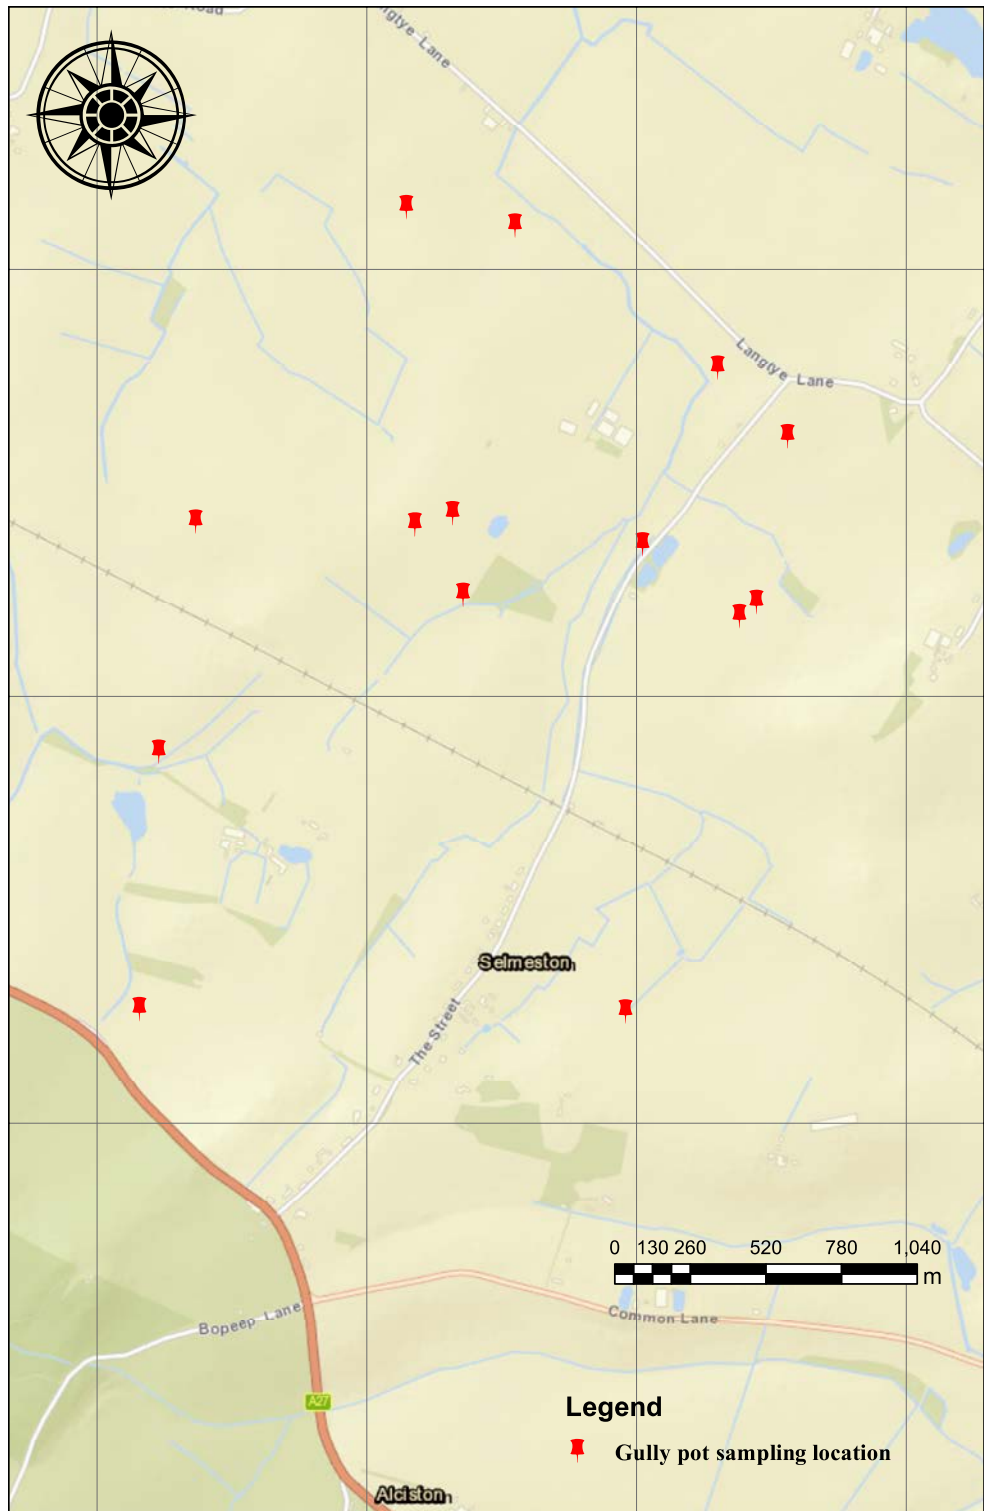 Road
Langtye Lane
Langtye Lane
Selmeston
The Street
0 130 260 520 780 1,040
m
Common Lane
Bopeep Lane
A27
Legend
Gully pot sampling location
Alciston